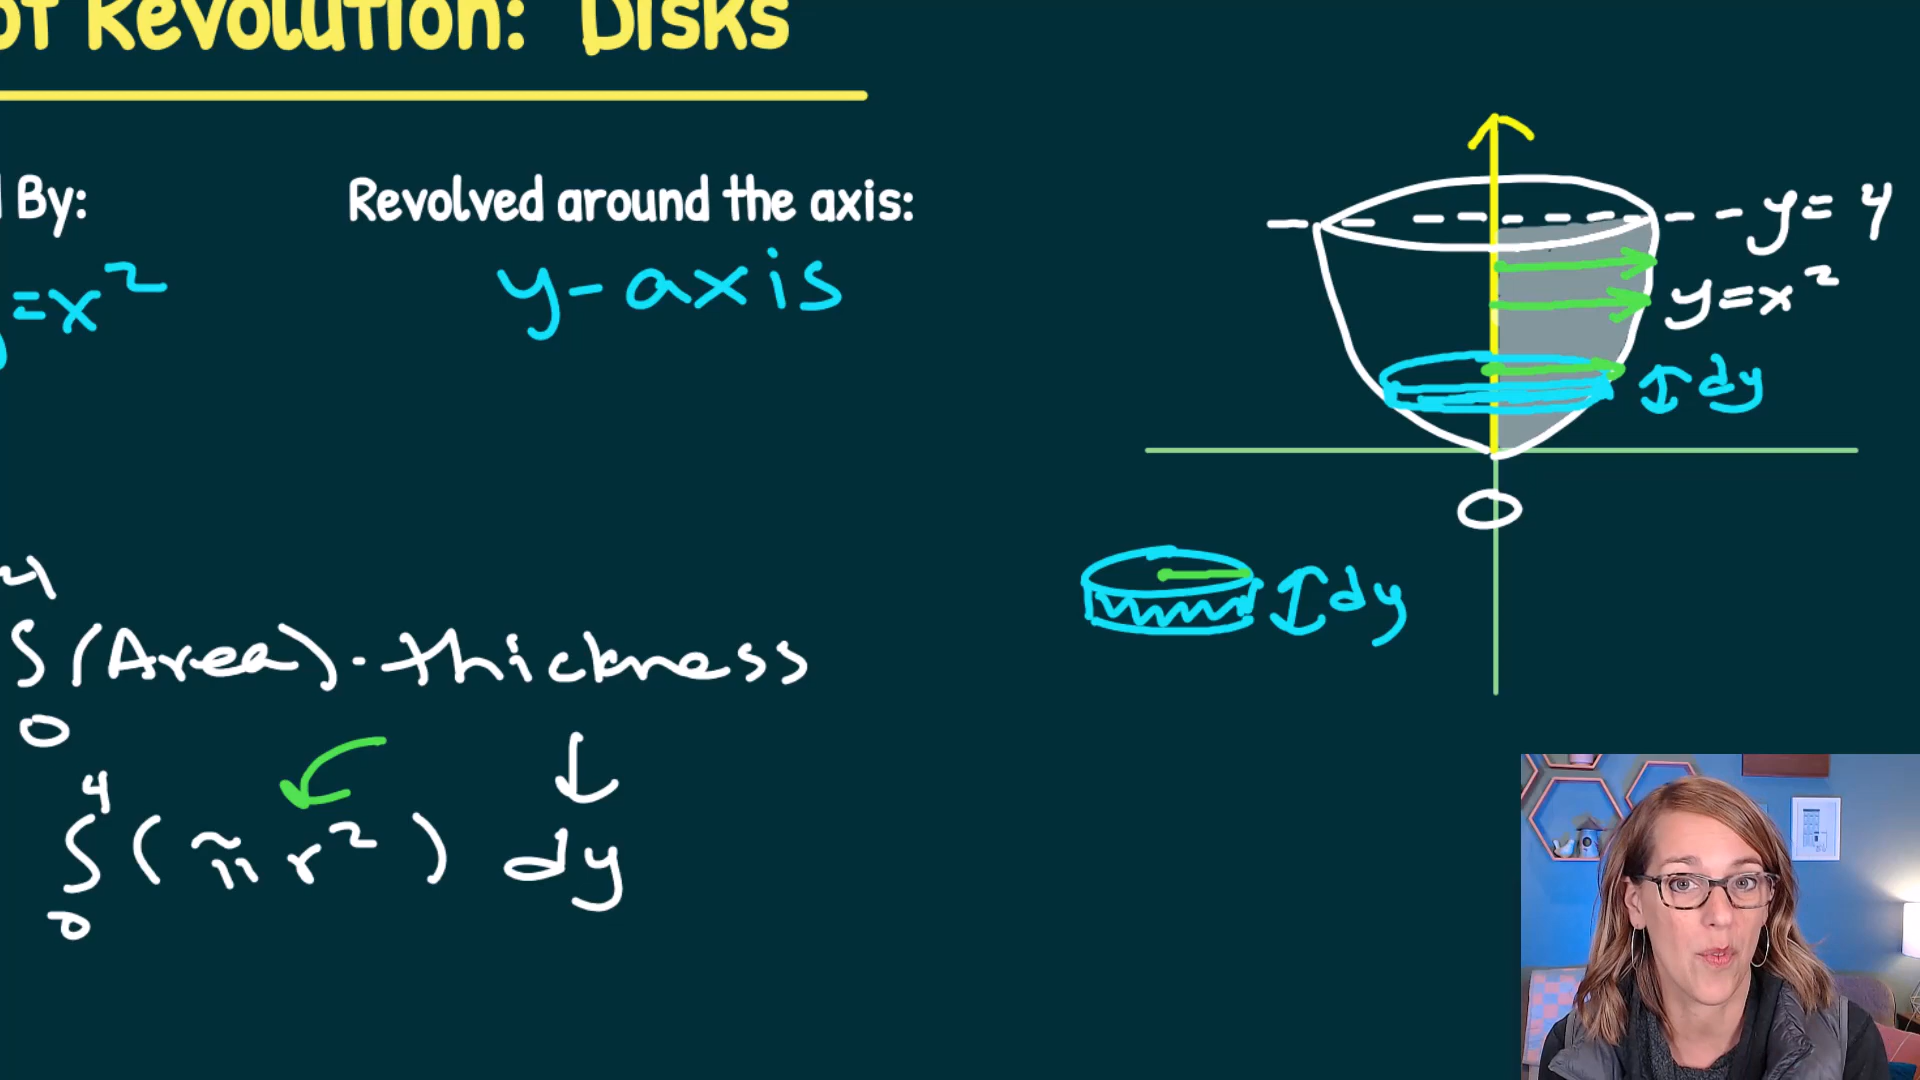 of Revolution: Disks
By:
Revolved around the axis:
=x²
y-axis
y=4
y=x²
dy
0
dy
4
∫(Area)·thickness
0
4
∫(πr²) dy
0